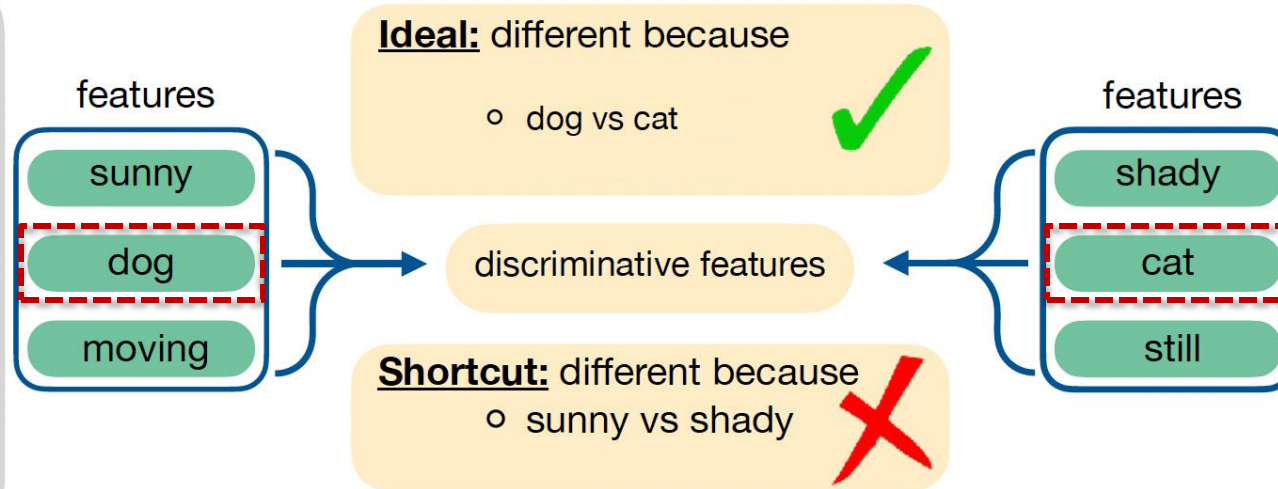 features
sunny
dog
moving
Ideal: different because
○ dog vs cat
discriminative features
Shortcut: different because
○ sunny vs shady
features
shady
cat
still